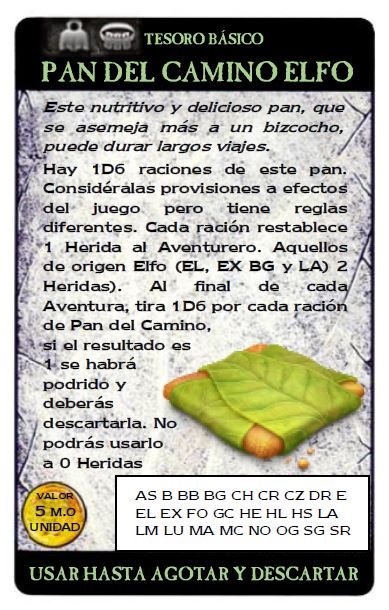 TESORO BÁSICO
PAN DEL CAMINO ELFO
Este nutritivo y delicioso pan, que
se asemeja más a un bizcocho,
puede durar largos viajes.
Hay 1D6 raciones de este pan.
Considéralas provisiones a efectos
del juego pero tiene reglas
diferentes. Cada ración restablece
1 Herida al Aventurero. Aquellos
de origen Elfo (EL, EX BG y LA) 2
Heridas). Al final de cada
Aventura, tira 1D6 por cada ración
de Pan del Camino,
si el resultado es
1 se habrá
podrido y
deberás
descartarla. No
podrás usarlo
a 0 Heridas
VALOR
5 M.O
UNIDAD
AS B BB BG CH CR CZ DR E
EL EX FO GC HE HL HS LA
LM LU MA MC NO OG SG SR
USAR HASTA AGOTAR Y DESCARTAR